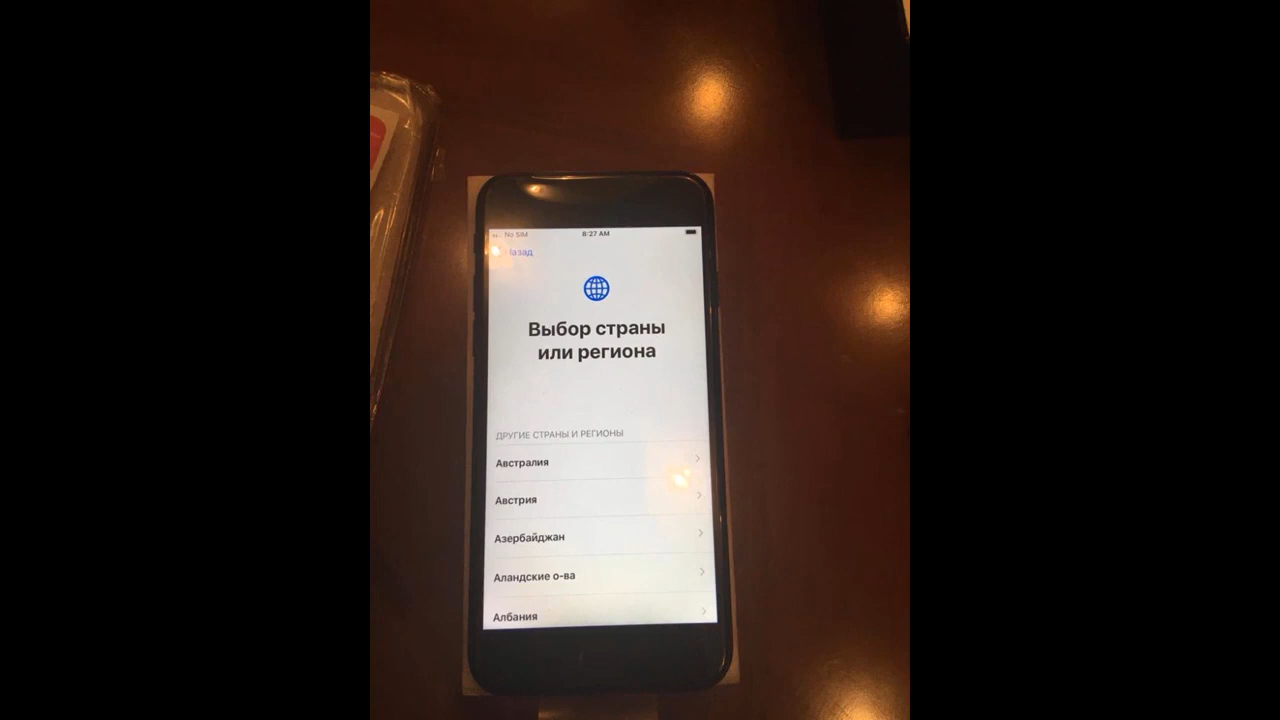 No SIM
8:27 AM
Назад
Выбор страны
или региона
ДРУГИЕ СТРАНЫ И РЕГИОНЫ
Австралия
Австрия
Азербайджан
Аландские о-ва
Албания